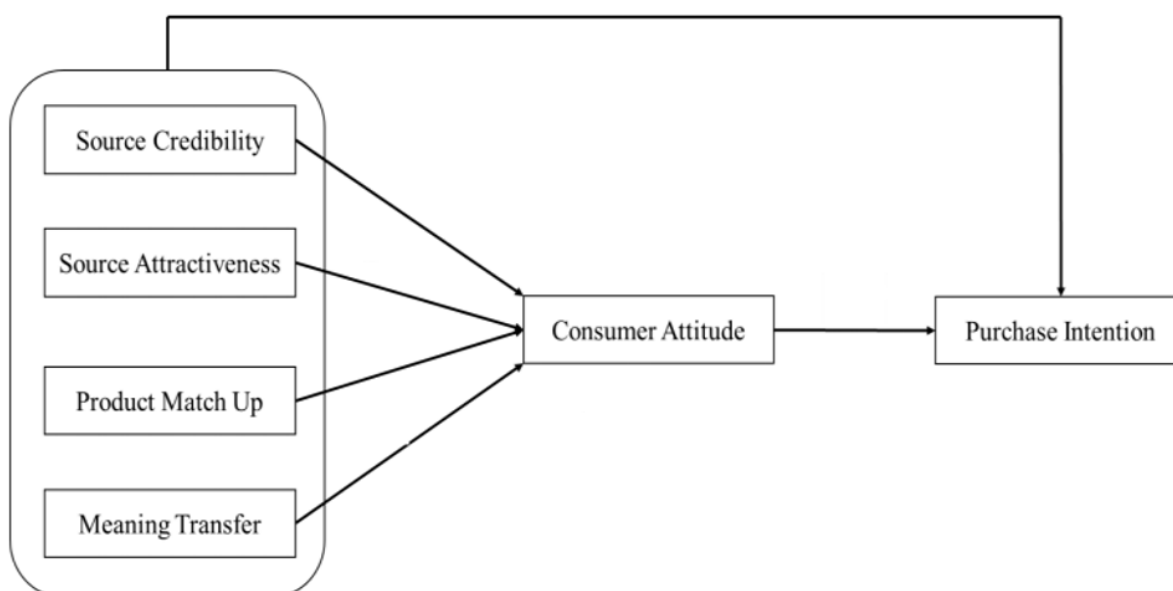 Source Credibility
Source Attractiveness
Consumer Attitude
Purchase Intention
Product Match Up
Meaning Transfer